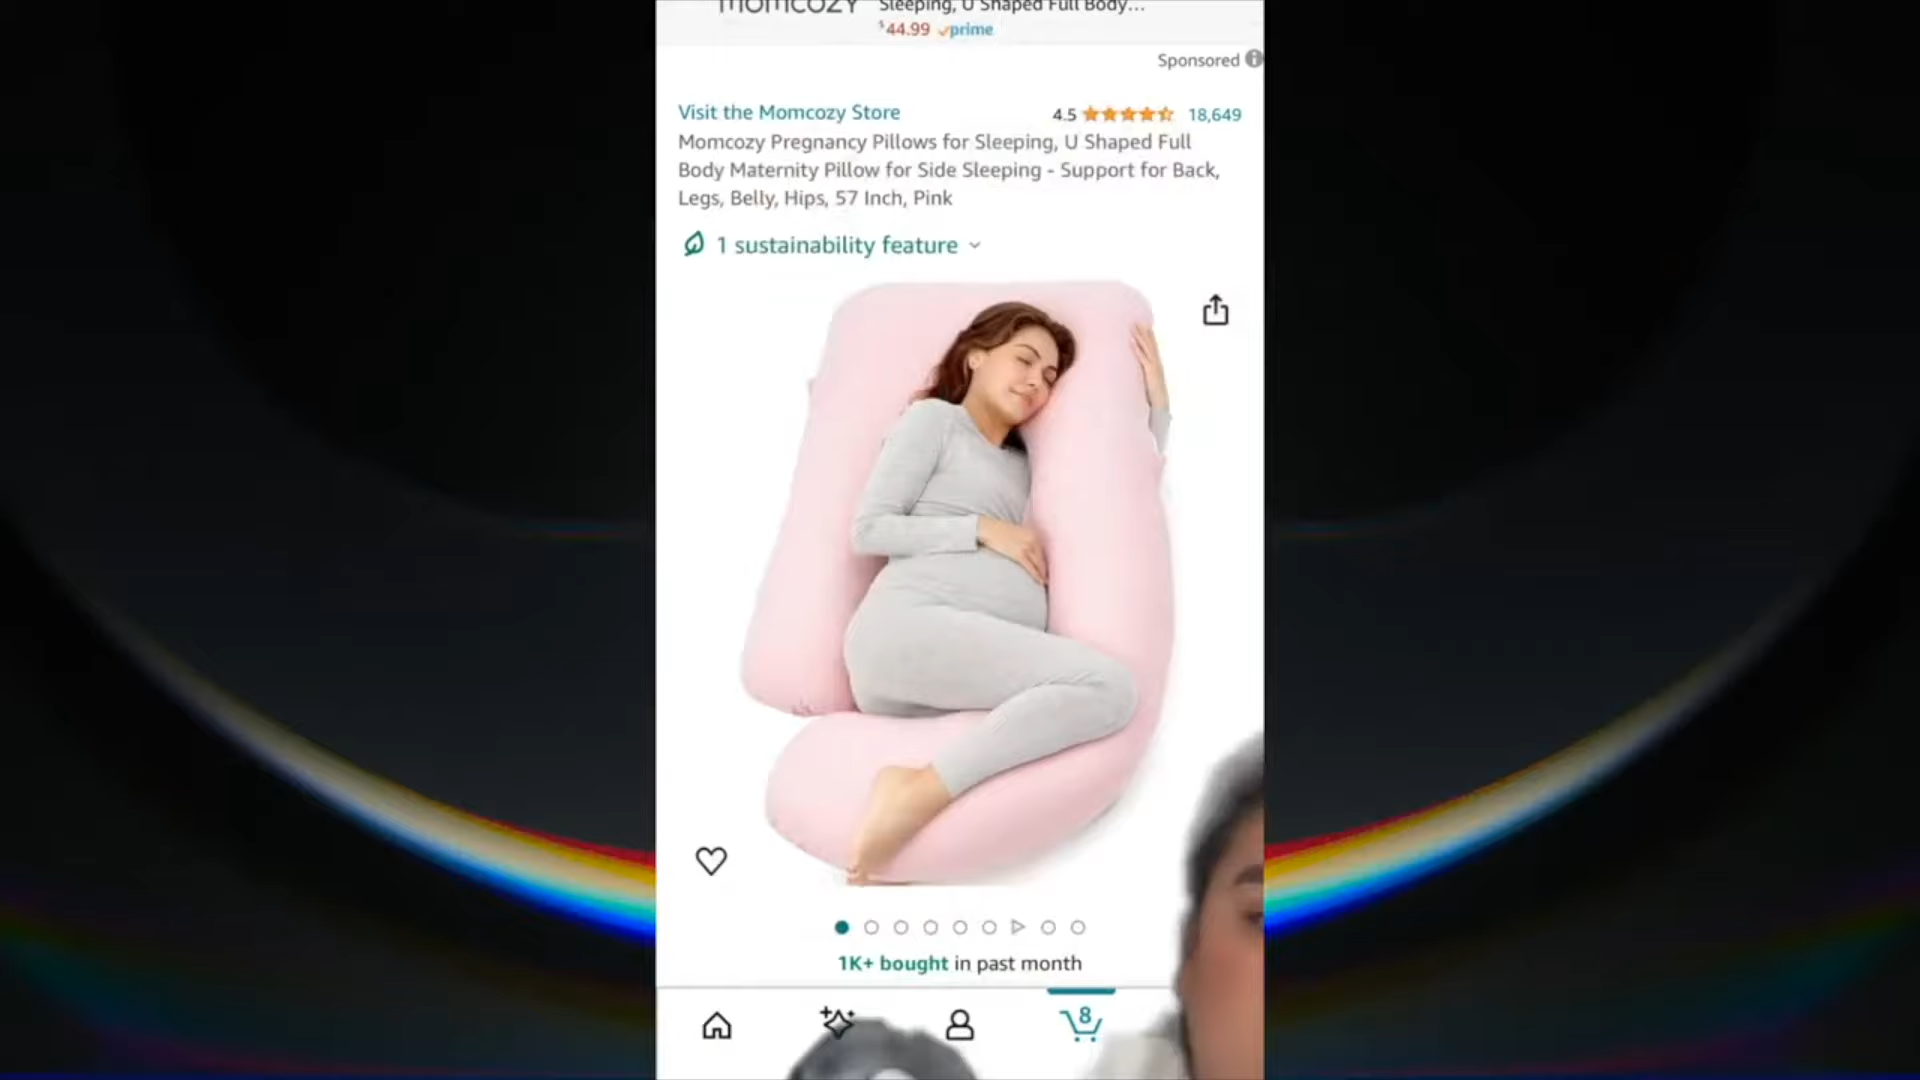 momcozy Sleeping, U Shaped Full Body...
$44.99 prime
Sponsored
Visit the Momcozy Store 4.5 18,649
Momcozy Pregnancy Pillows for Sleeping, U Shaped Full
Body Maternity Pillow for Side Sleeping - Support for Back,
Legs, Belly, Hips, 57 Inch, Pink
1 sustainability feature
1K+ bought in past month
8